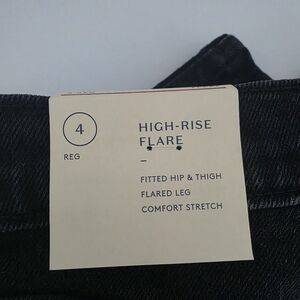 4
REG
HIGH-RISE
FLARE
–
FITTED HIP & THIGH
FLARED LEG
COMFORT STRETCH